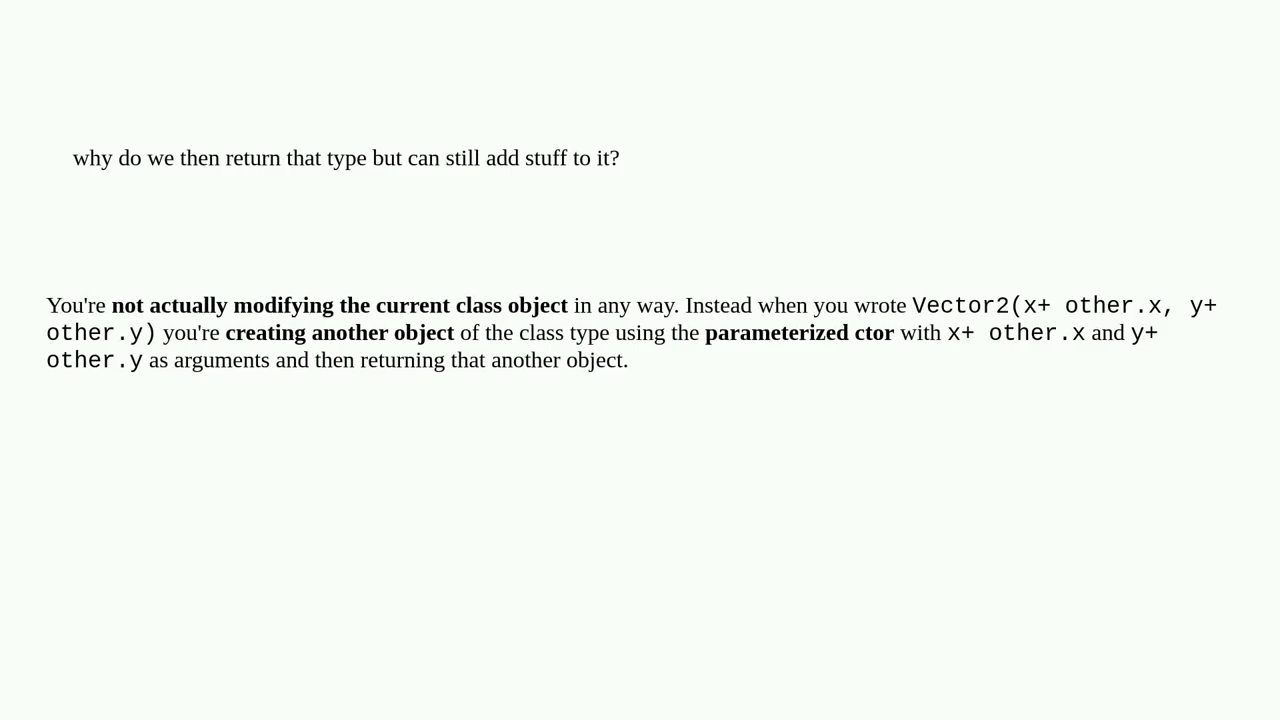 why do we then return that type but can still add stuff to it?
You're not actually modifying the current class object in any way. Instead when you wrote Vector2(x+ other.x, y+
other.y) you're creating another object of the class type using the parameterized ctor with x+ other.x and y+
other.y as arguments and then returning that another object.